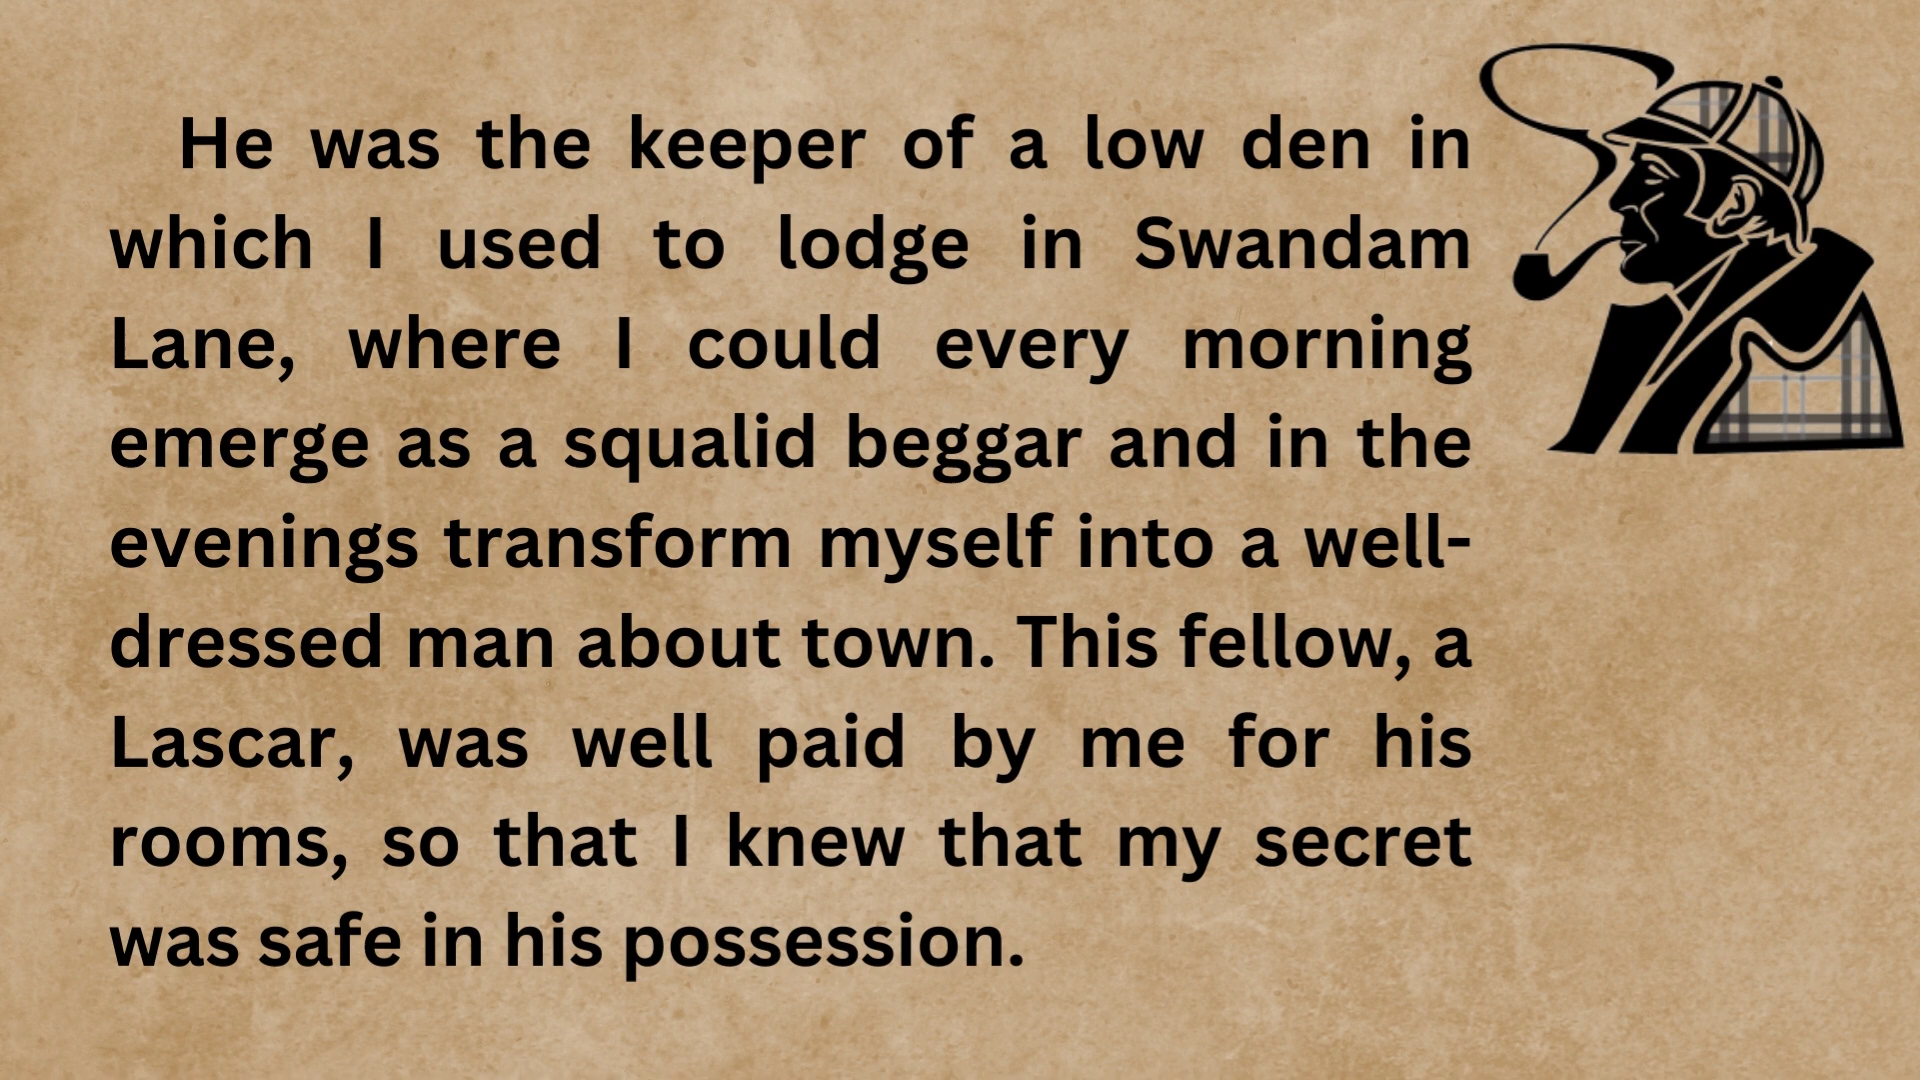 He was the keeper of a low den in
which I used to lodge in Swandam
Lane, where I could every morning
emerge as a squalid beggar and in the
evenings transform myself into a well-
dressed man about town. This fellow, a
Lascar, was well paid by me for his
rooms, so that I knew that my secret
was safe in his possession.